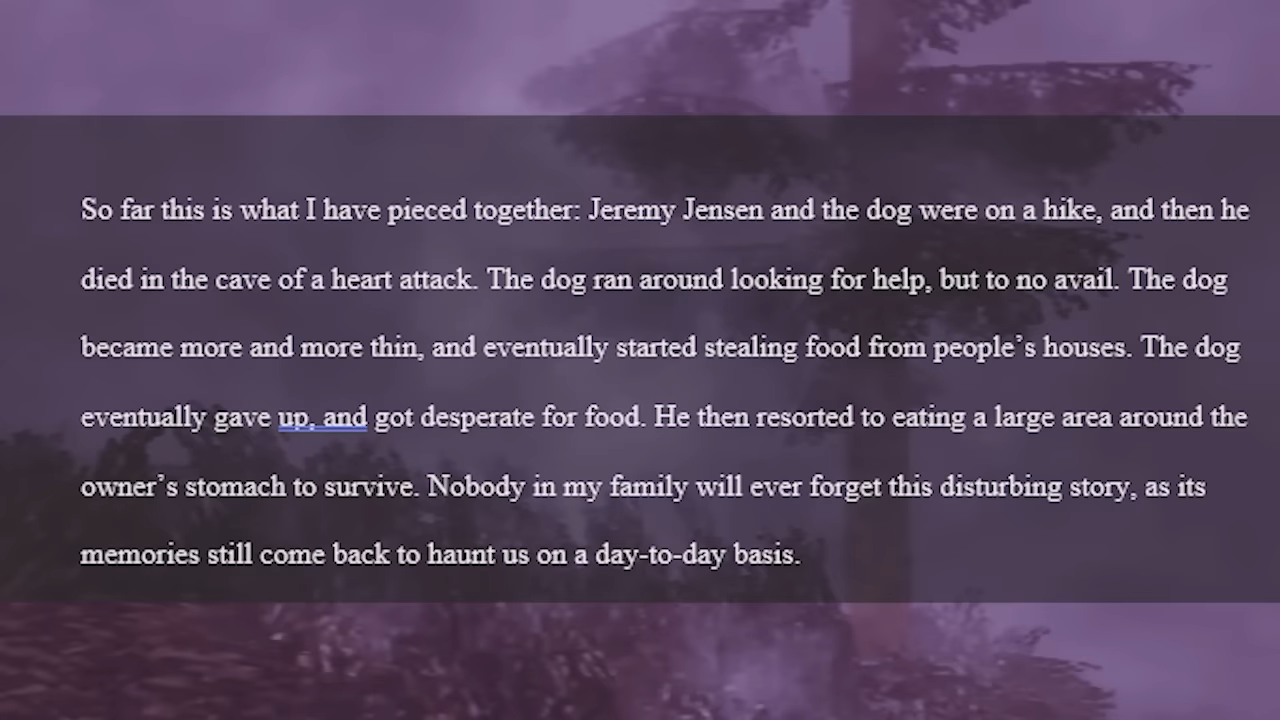 So far this is what I have pieced together: Jeremy Jensen and the dog were on a hike, and then he
died in the cave of a heart attack. The dog ran around looking for help, but to no avail. The dog
became more and more thin, and eventually started stealing food from people’s houses. The dog
eventually gave up, and got desperate for food. He then resorted to eating a large area around the
owner’s stomach to survive. Nobody in my family will ever forget this disturbing story, as its
memories still come back to haunt us on a day-to-day basis.